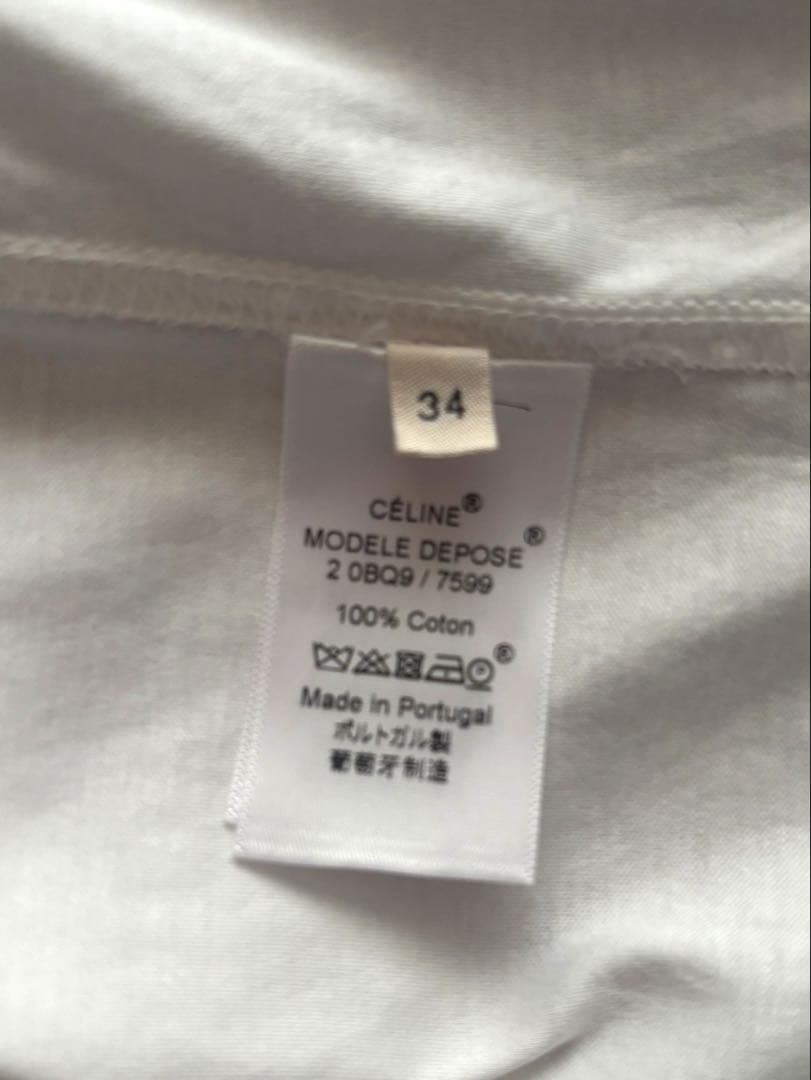 34
CÉLINE®
MODELE DEPOSE®
2 0BQ9 / 7599
100% Coton
®
Made in Portugal
ポルトガル製
葡萄牙制造